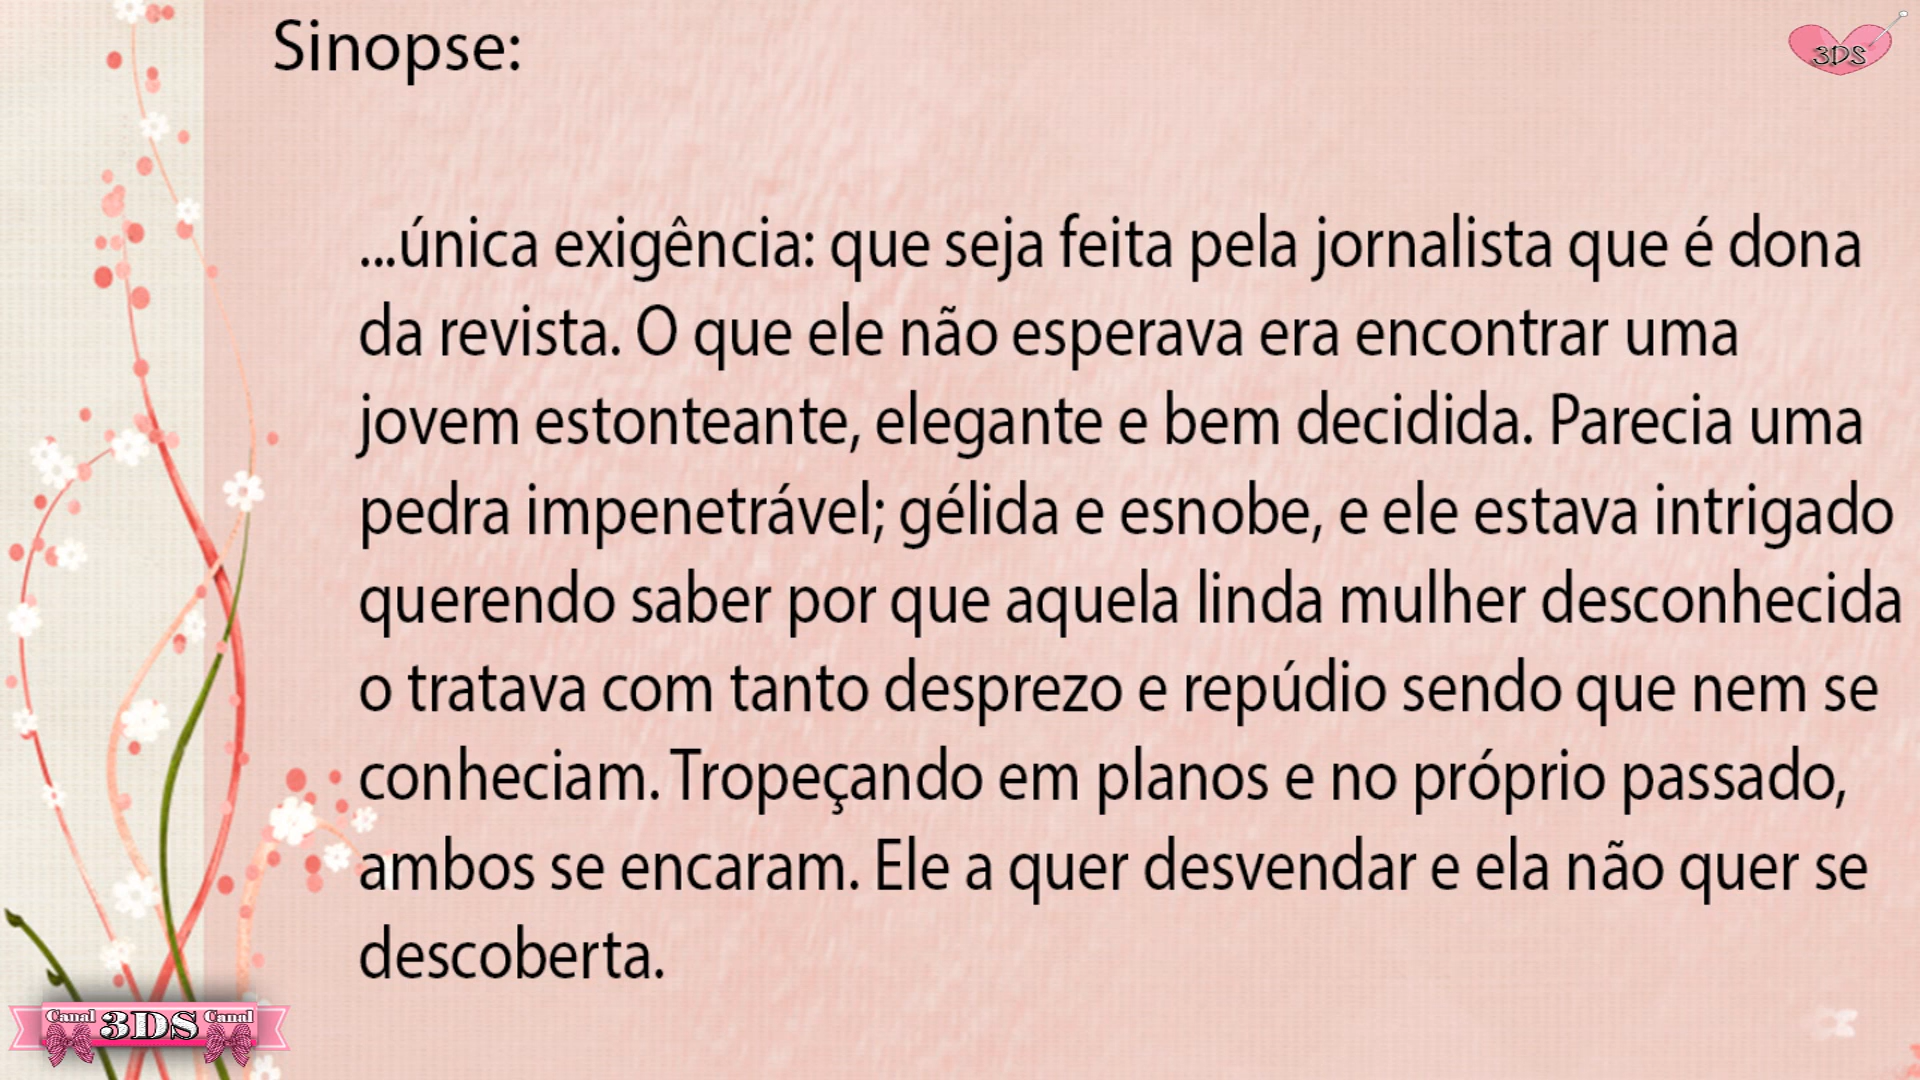 Sinopse:
3DS
...única exigência: que seja feita pela jornalista que é dona
da revista. O que ele não esperava era encontrar uma
jovem estonteante, elegante e bem decidida. Parecia uma
pedra impenetrável; gélida e esnobe, e ele estava intrigado
querendo saber por que aquela linda mulher desconhecida
o tratava com tanto desprezo e repúdio sendo que nem se
conheciam. Tropeçando em planos e no próprio passado,
ambos se encaram. Ele a quer desvendar e ela não quer se
descoberta.
Canal 3DS Canal